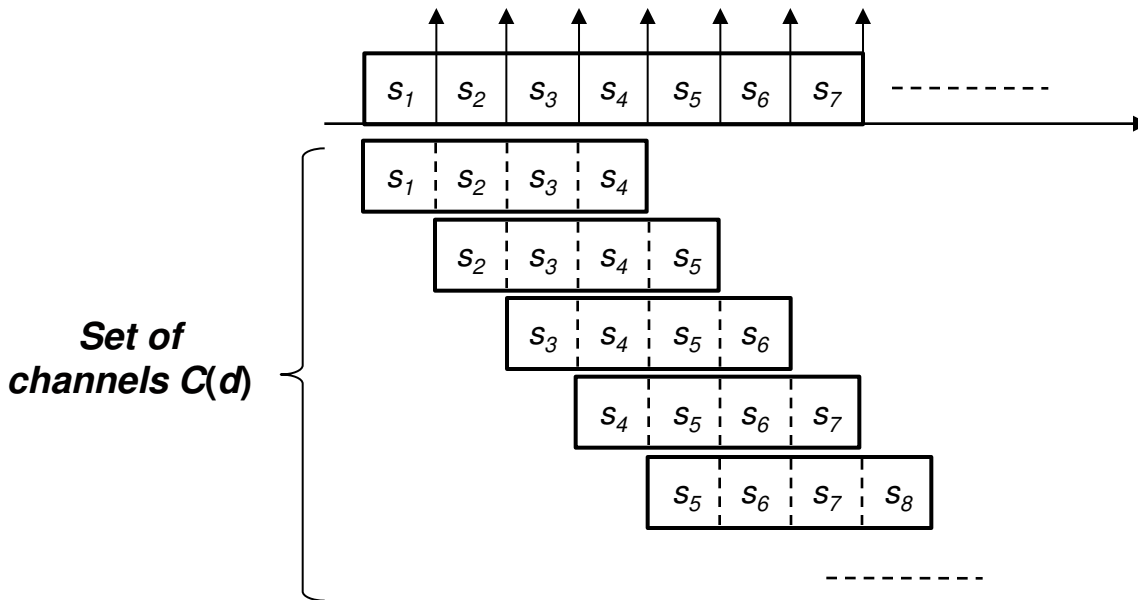 s1 s2 s3 s4 s5 s6 s7
s1 s2 s3 s4
s2 s3 s4 s5
s3 s4 s5 s6
s4 s5 s6 s7
s5 s6 s7 s8
Set of
channels C(d)